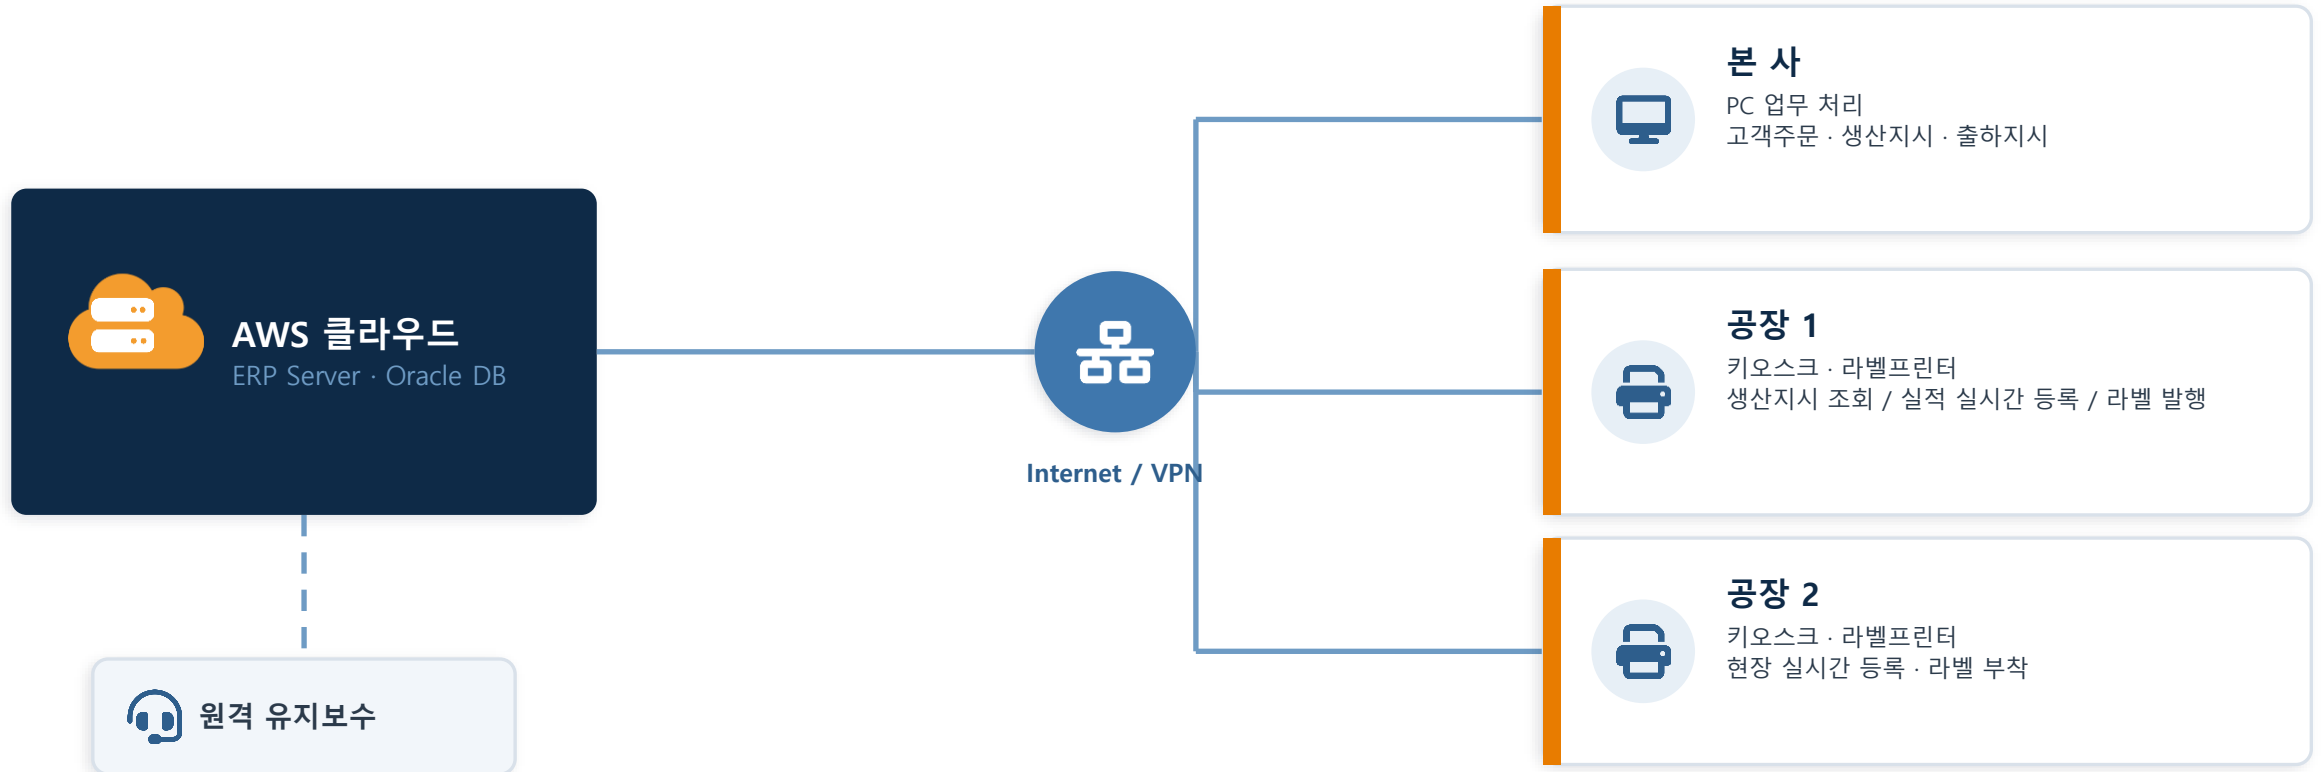 AWS 클라우드
ERP Server · Oracle DB
원격 유지보수
Internet / VPN
본 사
PC 업무 처리
고객주문 · 생산지시 · 출하지시
공장 1
키오스크 · 라벨프린터
생산지시 조회 / 실적 실시간 등록 / 라벨 발행
공장 2
키오스크 · 라벨프린터
현장 실시간 등록 · 라벨 부착